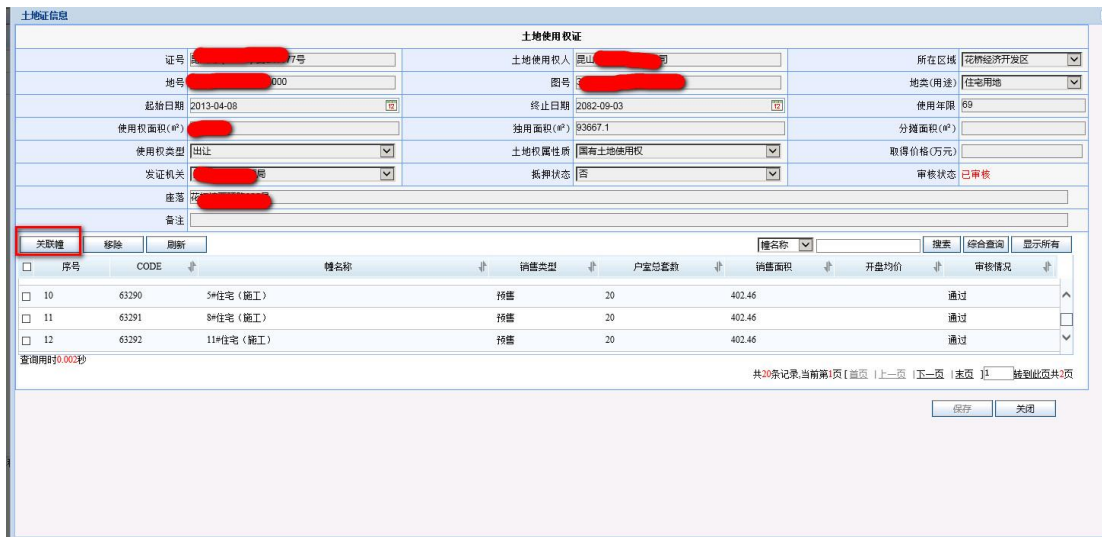 土地证信息
土地使用权证
证号 77号 土地使用权人 昆山 司 所在区域 花桥经济开发区
地号 000 图号 3 地类(用途) 住宅用地
起始日期 2013-04-08 终止日期 2082-09-03 使用年限 69
使用权面积(㎡) 独用面积(㎡) 93667.1 分摊面积(㎡)
使用权类型 出让 土地权属性质 国有土地使用权 取得价格(万元)
发证机关 局 抵押状态 否 审核状态 已审核
座落 花
备注
关联幢 移除 刷新 幢名称 搜索 综合查询 显示所有
序号 CODE 幢名称 销售类型 户室总套数 销售面积 开盘均价 审核情况
10 63290 5#住宅（施工） 预售 20 402.46 通过
11 63291 8#住宅（施工） 预售 20 402.46 通过
12 63292 11#住宅（施工） 预售 20 402.46 通过
查询用时0.002秒
共20条记录,当前第1页 [ 首页 | 上一页 | 下一页 | 末页 ] 1 转到此页共2页
保存 关闭